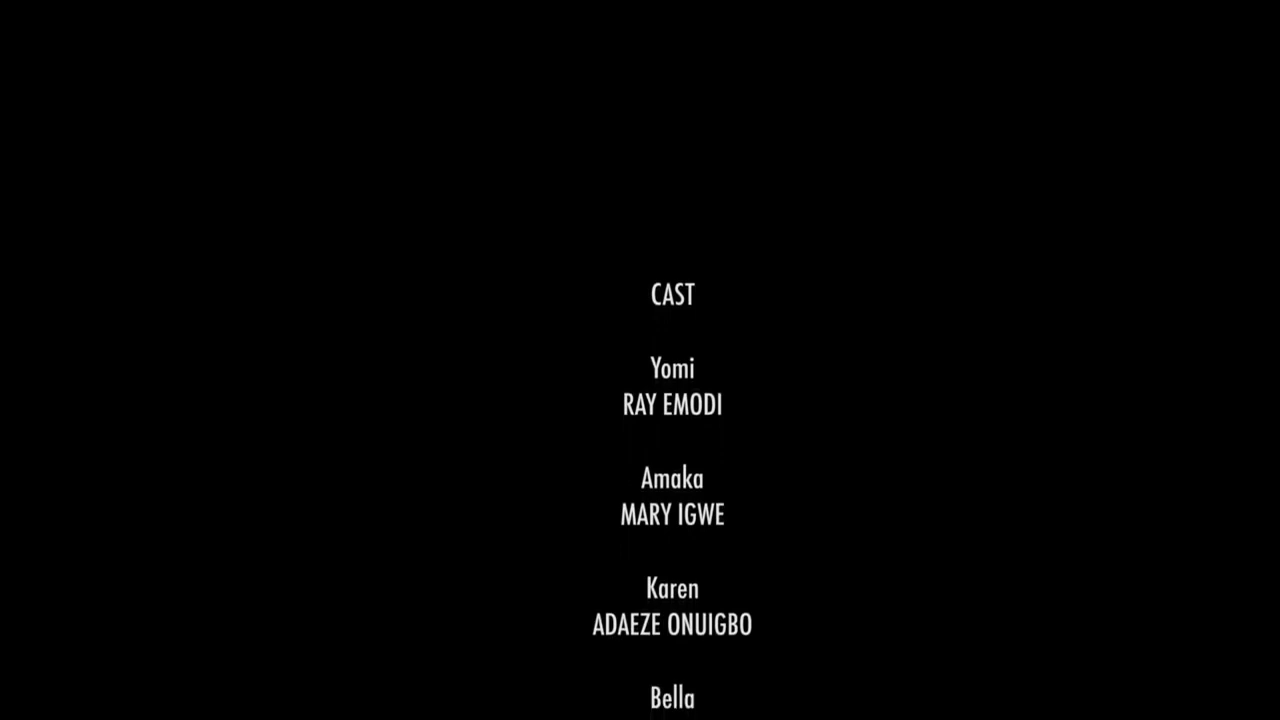 CAST
Yomi
RAY EMODI
Amaka
MARY IGWE
Karen
ADAEZE ONUIGBO
Bella